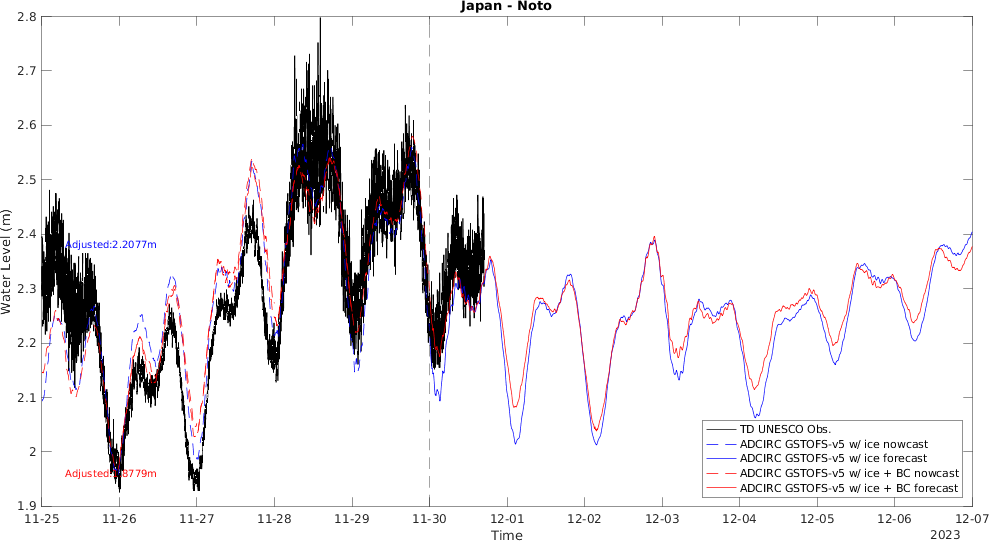 Japan - Noto
2.8
2.7
2.6
2.5
2.4
2.3
2.2
2.1
2
1.9
Water Level (m)
Adjusted:2.2077m
TD UNESCO Obs.
ADCIRC GSTOFS-v5 w/ ice nowcast
ADCIRC GSTOFS-v5 w/ ice forecast
ADCIRC GSTOFS-v5 w/ ice + BC nowcast
ADCIRC GSTOFS-v5 w/ ice + BC forecast
11-25 11-26 11-27 11-28 11-29 11-30 12-01 12-02 12-03 12-04 12-05 12-06 12-07
Time
2023